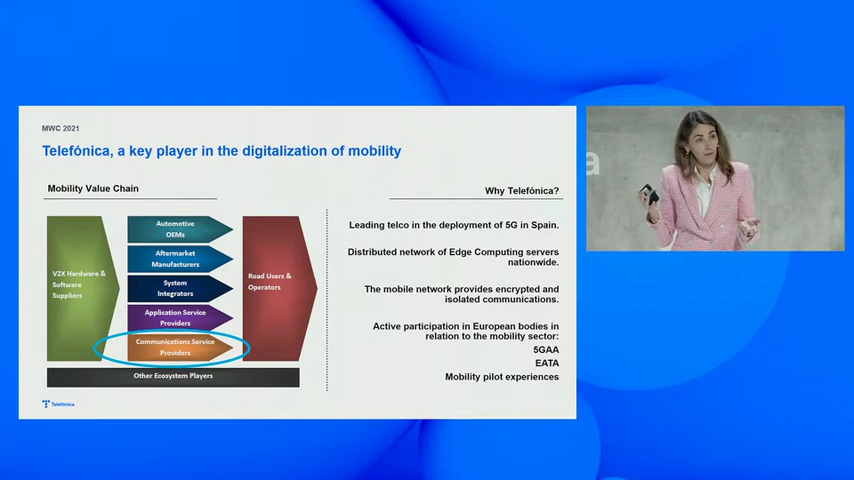 MWC 2021
Telefónica, a key player in the digitalization of mobility
Mobility Value Chain
V2X Hardware &
Software
Suppliers
Automotive
OEMs
Aftermarket
Manufacturers
System
Integrators
Application Service
Providers
Communications Service
Providers
Road Users &
Operators
Other Ecosystem Players
Why Telefónica?
Leading telco in the deployment of 5G in Spain.
Distributed network of Edge Computing servers
nationwide.
The mobile network provides encrypted and
isolated communications.
Active participation in European bodies in
relation to the mobility sector:
5GAA
EATA
Mobility pilot experiences
Telefónica
a